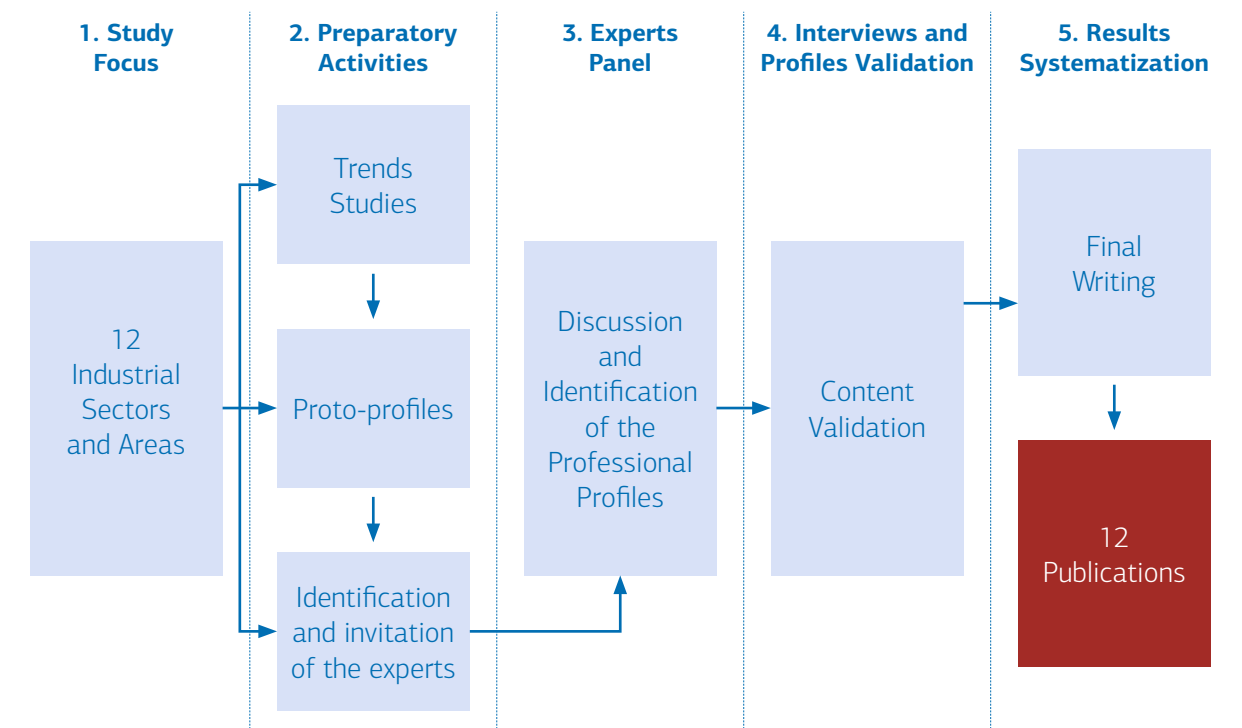 1. Study
Focus
2. Preparatory
Activities
3. Experts
Panel
4. Interviews and
Profiles Validation
5. Results
Systematization
12
Industrial
Sectors
and Areas
Trends
Studies
Proto-profiles
Identification
and invitation
of the experts
Discussion
and
Identification
of the
Professional
Profiles
Content
Validation
Final
Writing
12
Publications